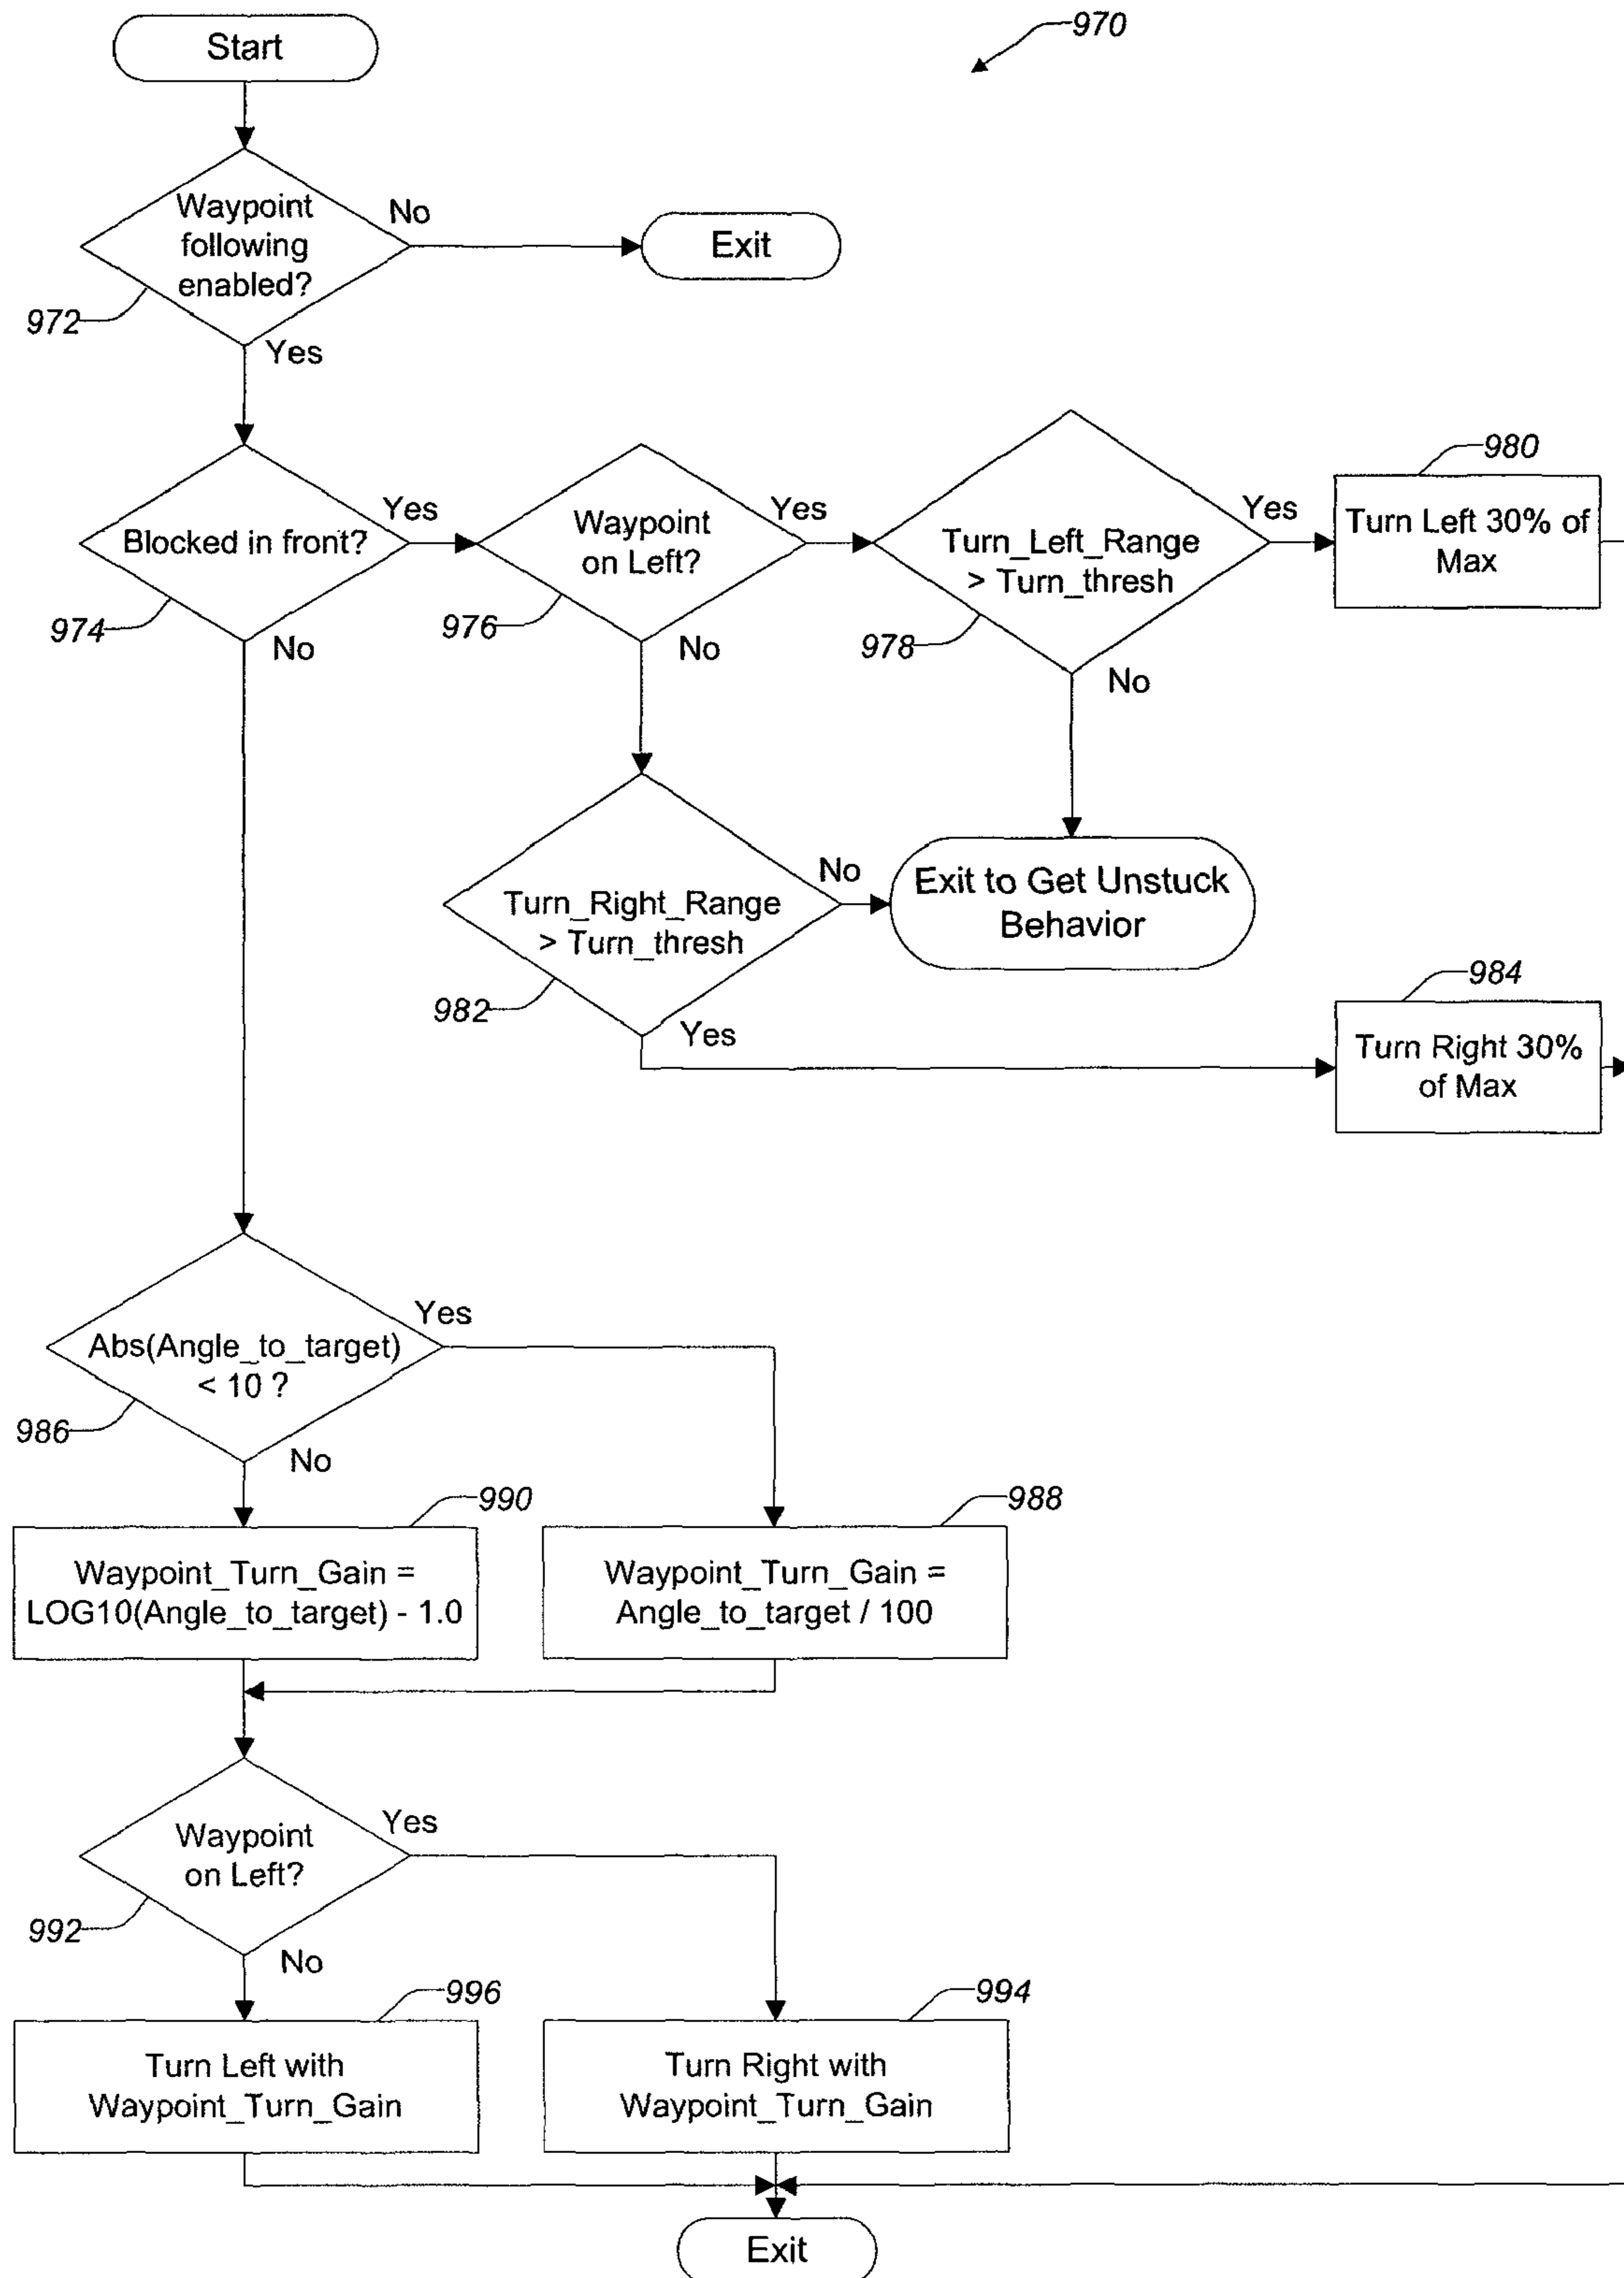 Start
970
Waypoint
following
enabled?
No
Exit
972
Yes
Blocked in front?
Yes
974
No
Waypoint
on Left?
Yes
976
No
Turn_Left_Range
> Turn_thresh
Yes
978
No
980
Turn Left 30% of
Max
Turn_Right_Range
> Turn_thresh
No
982
Yes
Exit to Get Unstuck
Behavior
984
Turn Right 30%
of Max
Abs(Angle_to_target)
< 10 ?
Yes
986
No
990
Waypoint_Turn_Gain =
LOG10(Angle_to_target) - 1.0
988
Waypoint_Turn_Gain =
Angle_to_target / 100
Waypoint
on Left?
Yes
992
No
996
Turn Left with
Waypoint_Turn_Gain
994
Turn Right with
Waypoint_Turn_Gain
Exit